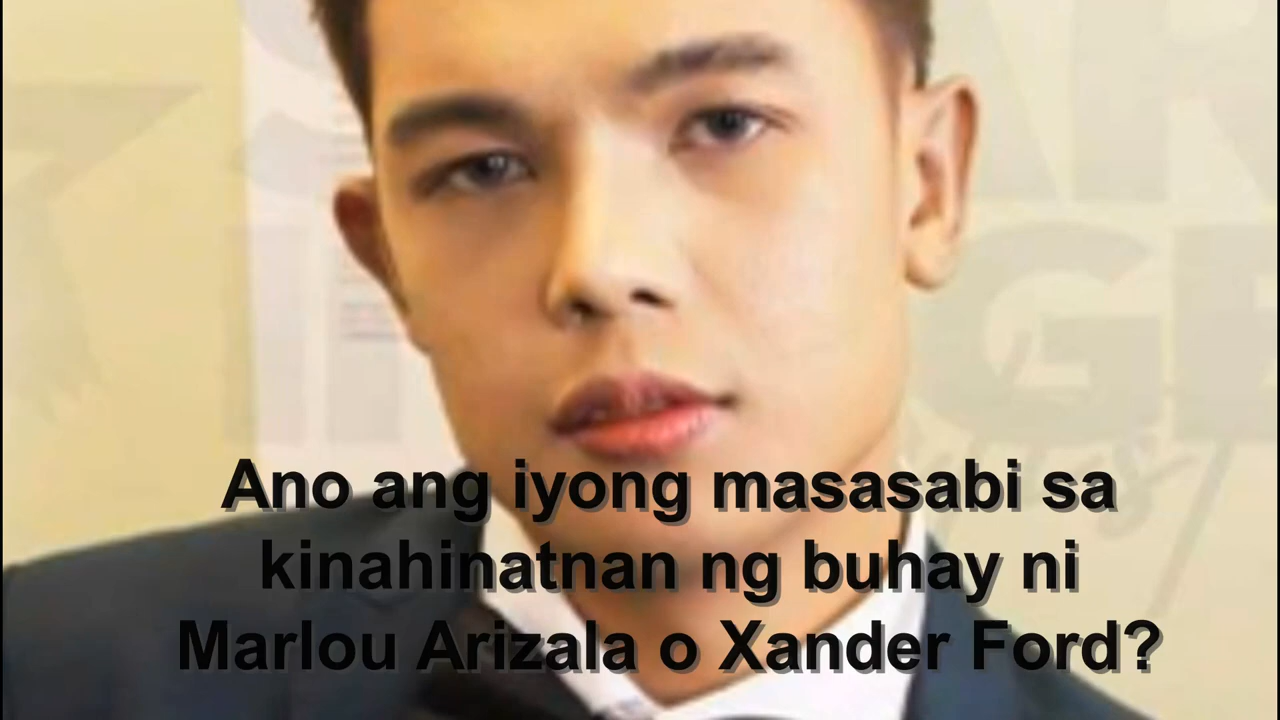 Ano ang iyong masasabi sa
kinahinatnan ng buhay ni
Marlou Arizala o Xander Ford?